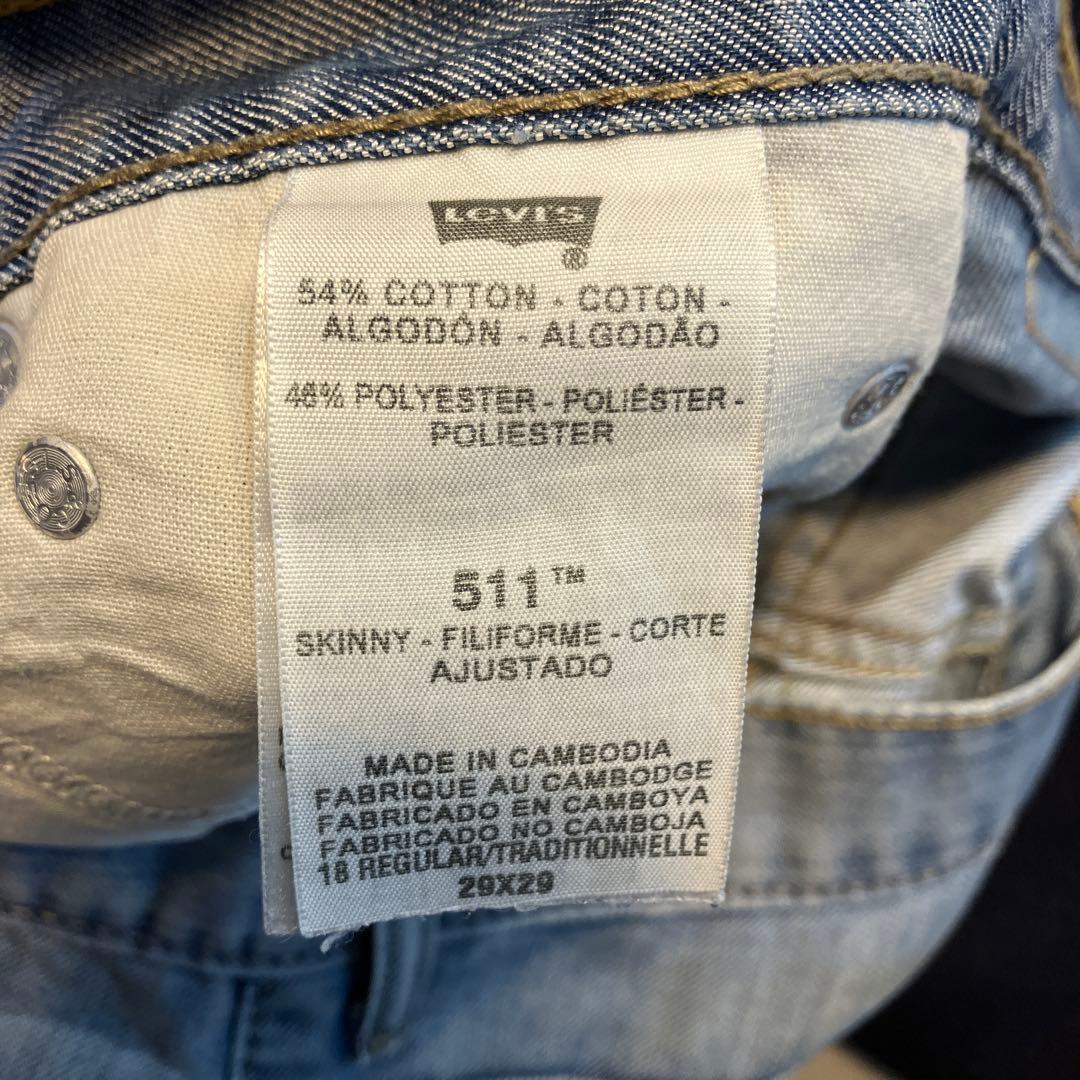 LEVI'S
®
54% COTTON - COTON -
ALGODÓN - ALGODÃO
46% POLYESTER - POLIÉSTER -
POLIESTER
511™
SKINNY - FILIFORME - CORTE
AJUSTADO
MADE IN CAMBODIA
FABRIQUE AU CAMBODGE
FABRICADO EN CAMBOYA
FABRICADO NO CAMBOJA
18 REGULAR/TRADITIONNELLE
29X29